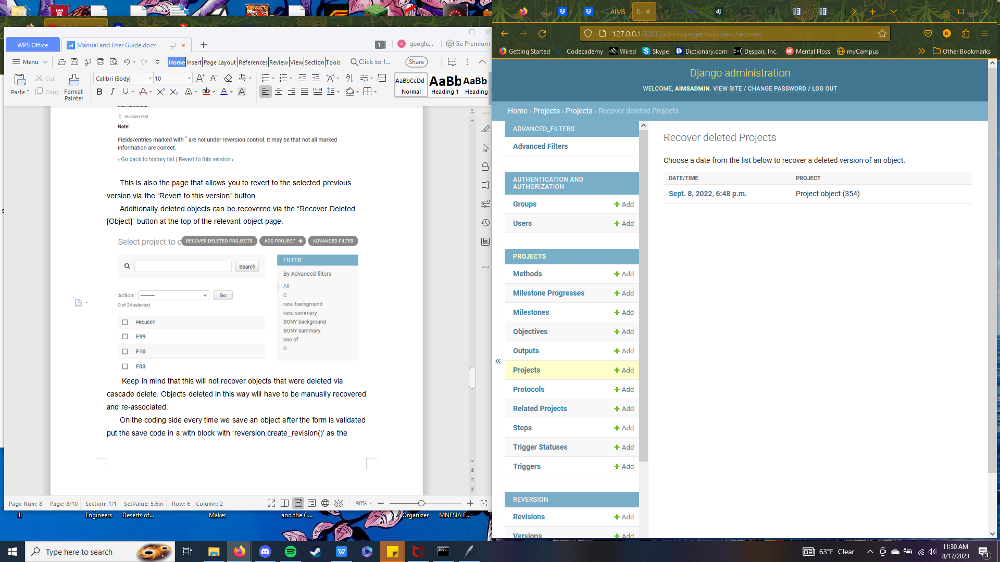 WPS Office
Manual and User Guide.docx
1
google...
Go Premium
Menu
Home
Insert
Page Layout
References
Review
View
Section
Tools
Click to f...
Share
Paste
Cut
Copy
Format
Painter
Calibri (Body)
10
AaBbCcDd
Normal
AaBb
Heading 1
AaBb
Heading
revision test
Note:
Fields/entries marked with * are not under reversion control. It may be that not all marked
information are correct.
‹ Go back to history list | Revert to this version ›
This is also the page that allows you to revert to the selected previous
version via the “Revert to this version” button.
Additionally deleted objects can be recovered via the “Recover Deleted
[Object]” button at the top of the relevant object page.
Select project to c
RECOVER DELETED PROJECTS
ADD PROJECT +
ADVANCED FILTER
Search
FILTER
By Advanced filters
All
C
rasu background
rasu summary
BONY background
BONY summary
one of
D
Action: ---------
Go
0 of 24 selected
PROJECT
F99
F10
F03
Keep in mind that this will not recover objects that were deleted via
cascade delete. Objects deleted in this way will have to be manually recovered
and re-associated.
On the coding side every time we save an object after the form is validated
put the save code in a with block with ‘reversion.create_revision()’ as the
Page Num: 8
Page: 8/10
Section: 1/1
SetValue: 5.6in
Row: 6
Column: 2
90%
III
Engineers
Deserts of...
Maker
and the G...
Organizer
MNESIA E...
AIMS
Re
dj
127.0.0.1:8000/admin/projects/project/recover/
K
Getting Started
Codecademy
Wired
Skype
Dictionary.com
Despair, Inc.
Mental Floss
myCampus
Other Bookmarks
Django administration
WELCOME, AIMSADMIN. VIEW SITE / CHANGE PASSWORD / LOG OUT
Home › Projects › Projects › Recover deleted Projects
ADVANCED_FILTERS
Advanced Filters
AUTHENTICATION AND
AUTHORIZATION
Groups + Add
Users + Add
PROJECTS
Methods + Add
Milestone Progresses + Add
Milestones + Add
Objectives + Add
Outputs + Add
Projects + Add
Protocols + Add
Related Projects + Add
Steps + Add
Trigger Statuses + Add
Triggers + Add
REVERSION
Revisions + Add
Versions + Add
Recover deleted Projects
Choose a date from the list below to recover a deleted version of an object.
DATE/TIME PROJECT
Sept. 8, 2022, 6:48 p.m. Project object (354)
Type here to search
63°F Clear
11:30 AM
8/17/2023
3